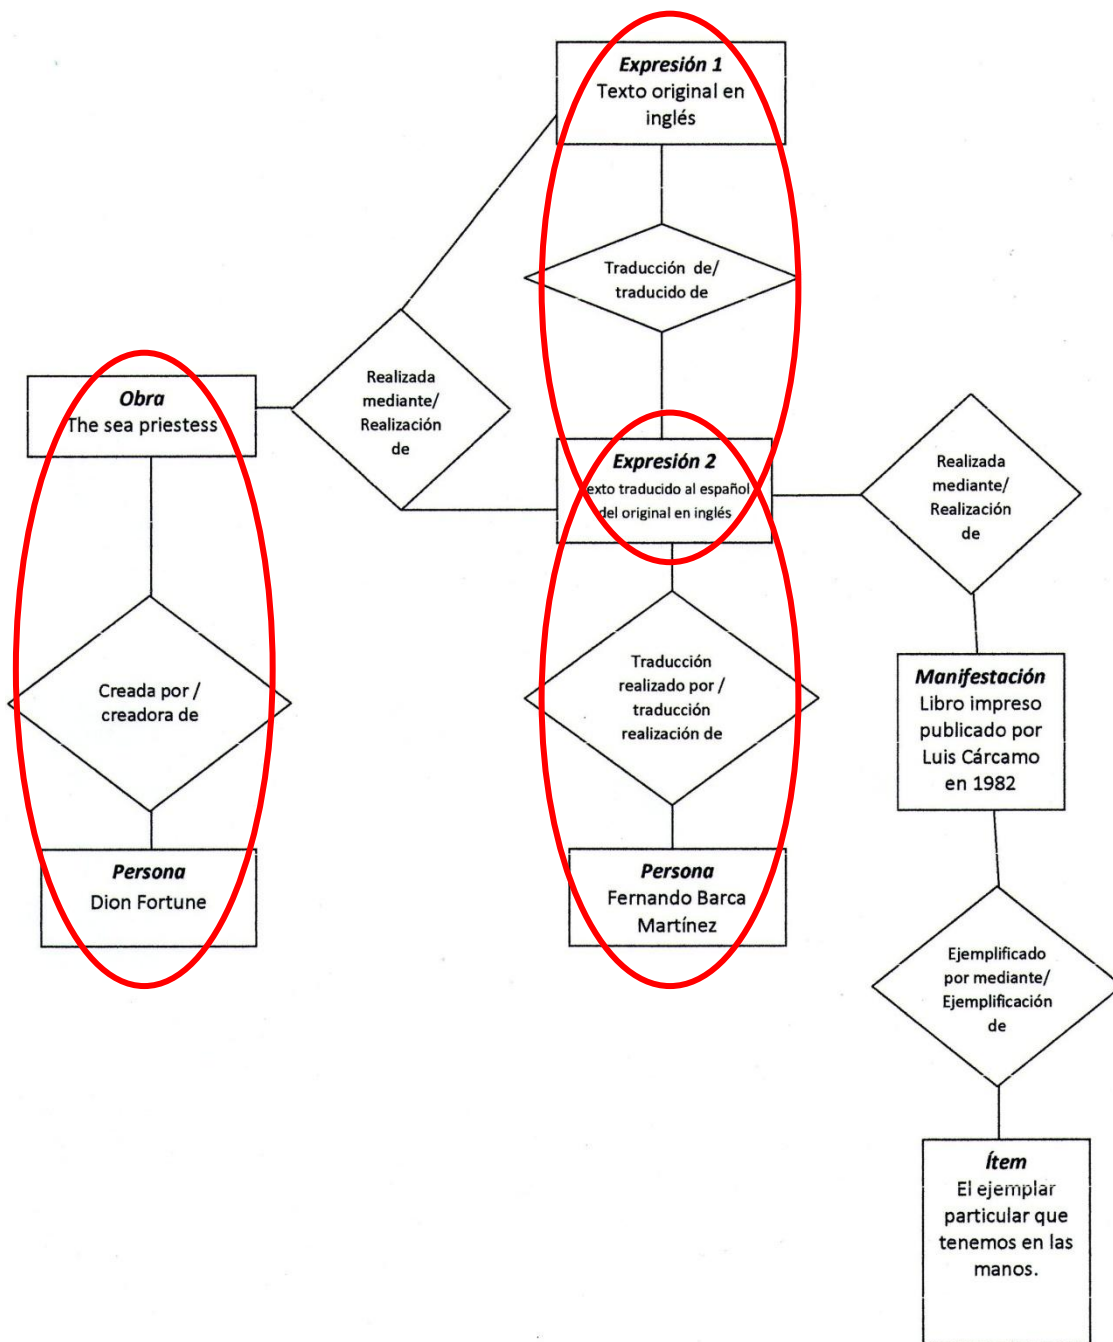 Expresión 1
Texto original en
inglés
Traducción de/
traducido de
Obra
The sea priestess
Realizada
mediante/
Realización
de
Expresión 2
exto traducido al español
del original en inglés
Realizada
mediante/
Realización
de
Creada por /
creadora de
Traducción
realizado por /
traducción
realización de
Manifestación
Libro impreso
publicado por
Luis Cárcamo
en 1982
Persona
Dion Fortune
Persona
Fernando Barca
Martínez
Ejemplificado
por mediante/
Ejemplificación
de
Ítem
El ejemplar
particular que
tenemos en las
manos.